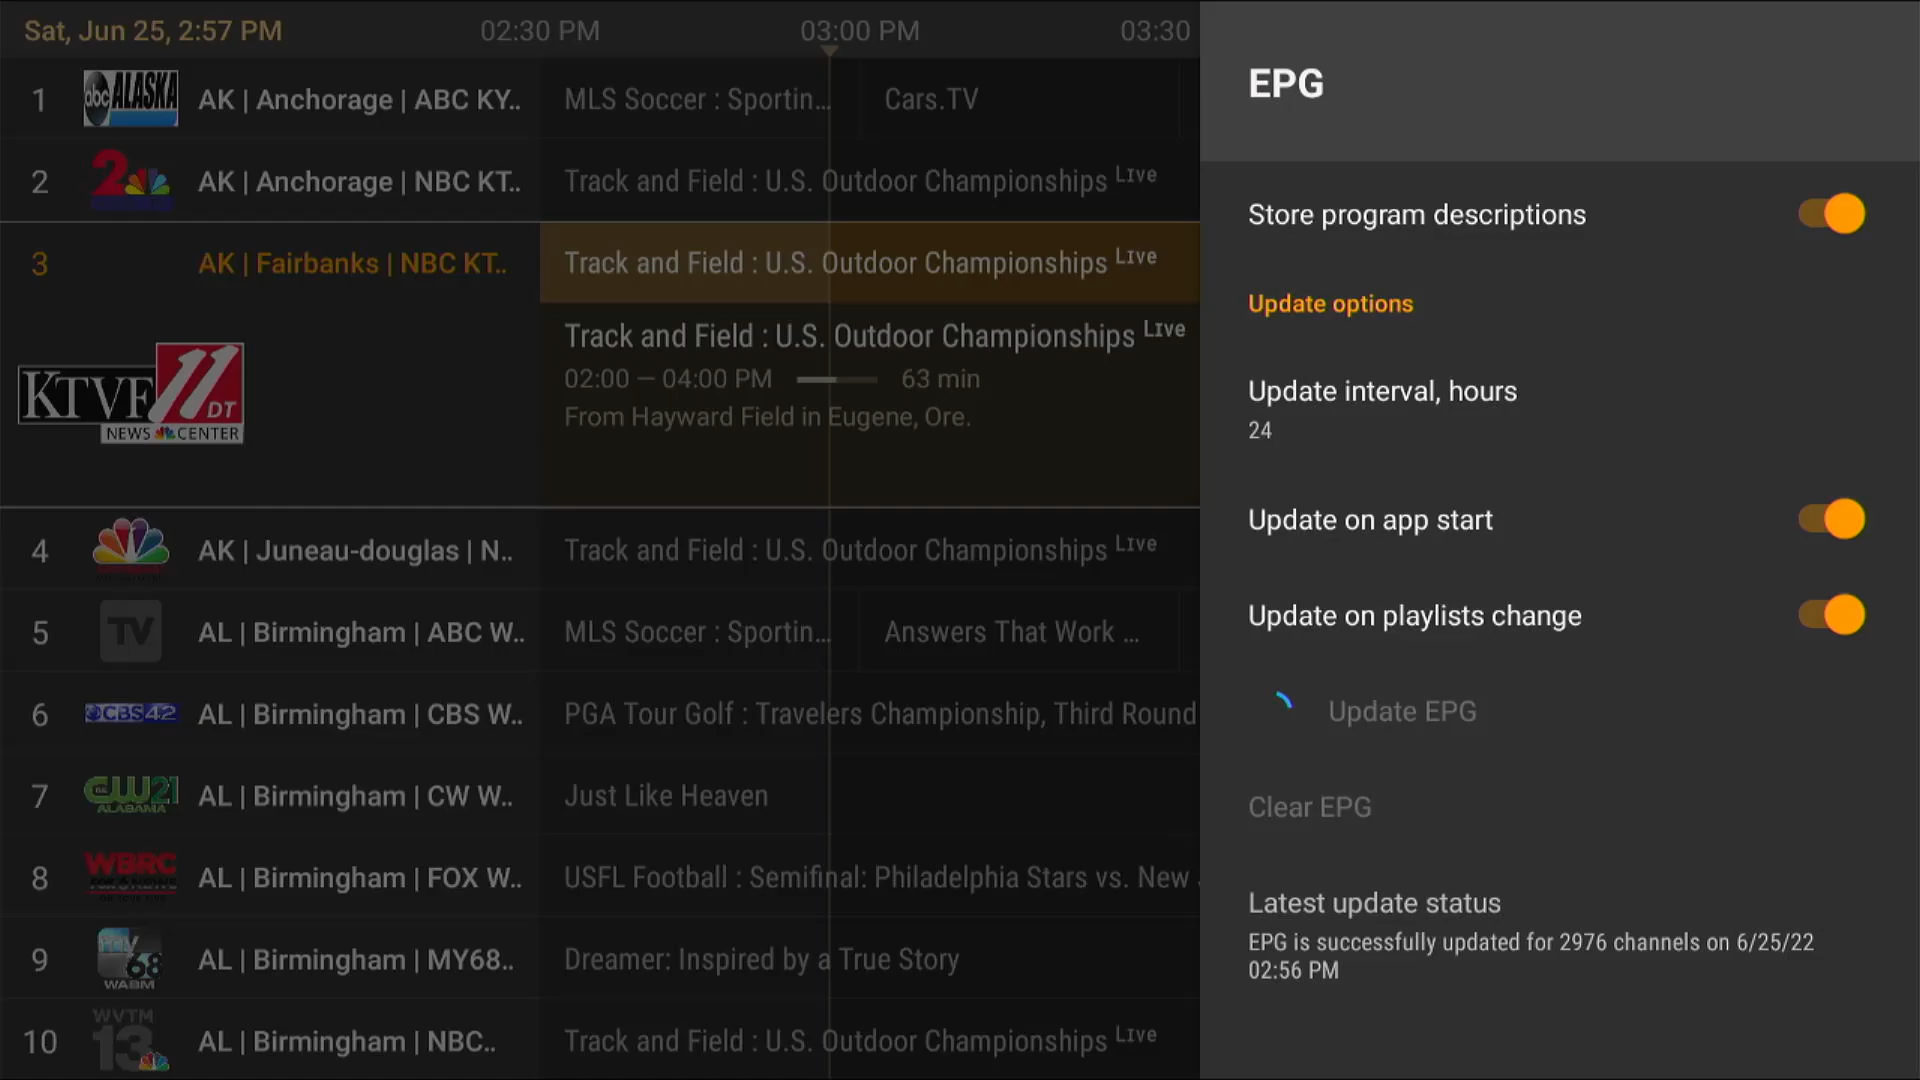 Sat, Jun 25, 2:57 PM
02:30 PM
03:00 PM
03:30
1
abc ALASKA
AK | Anchorage | ABC KY..
MLS Soccer : Sportin...
Cars.TV
2
2
AK | Anchorage | NBC KT..
Track and Field : U.S. Outdoor Championships Live
3
AK | Fairbanks | NBC KT..
Track and Field : U.S. Outdoor Championships Live
KTVF 11 DT
NEWS CENTER
Track and Field : U.S. Outdoor Championships Live
02:00 — 04:00 PM
63 min
From Hayward Field in Eugene, Ore.
4
AK | Juneau-douglas | N..
Track and Field : U.S. Outdoor Championships Live
5
TV
AL | Birmingham | ABC W..
MLS Soccer : Sportin...
Answers That Work ...
6
CBS 42
AL | Birmingham | CBS W..
PGA Tour Golf : Travelers Championship, Third Round
7
CW21
ALABAMA
AL | Birmingham | CW W..
Just Like Heaven
8
WBRC
AL | Birmingham | FOX W..
USFL Football : Semifinal: Philadelphia Stars vs. New
9
68
WABM
AL | Birmingham | MY68..
Dreamer: Inspired by a True Story
10
WVTM
13
AL | Birmingham | NBC..
Track and Field : U.S. Outdoor Championships Live
EPG
Store program descriptions
Update options
Update interval, hours
24
Update on app start
Update on playlists change
Update EPG
Clear EPG
Latest update status
EPG is successfully updated for 2976 channels on 6/25/22
02:56 PM